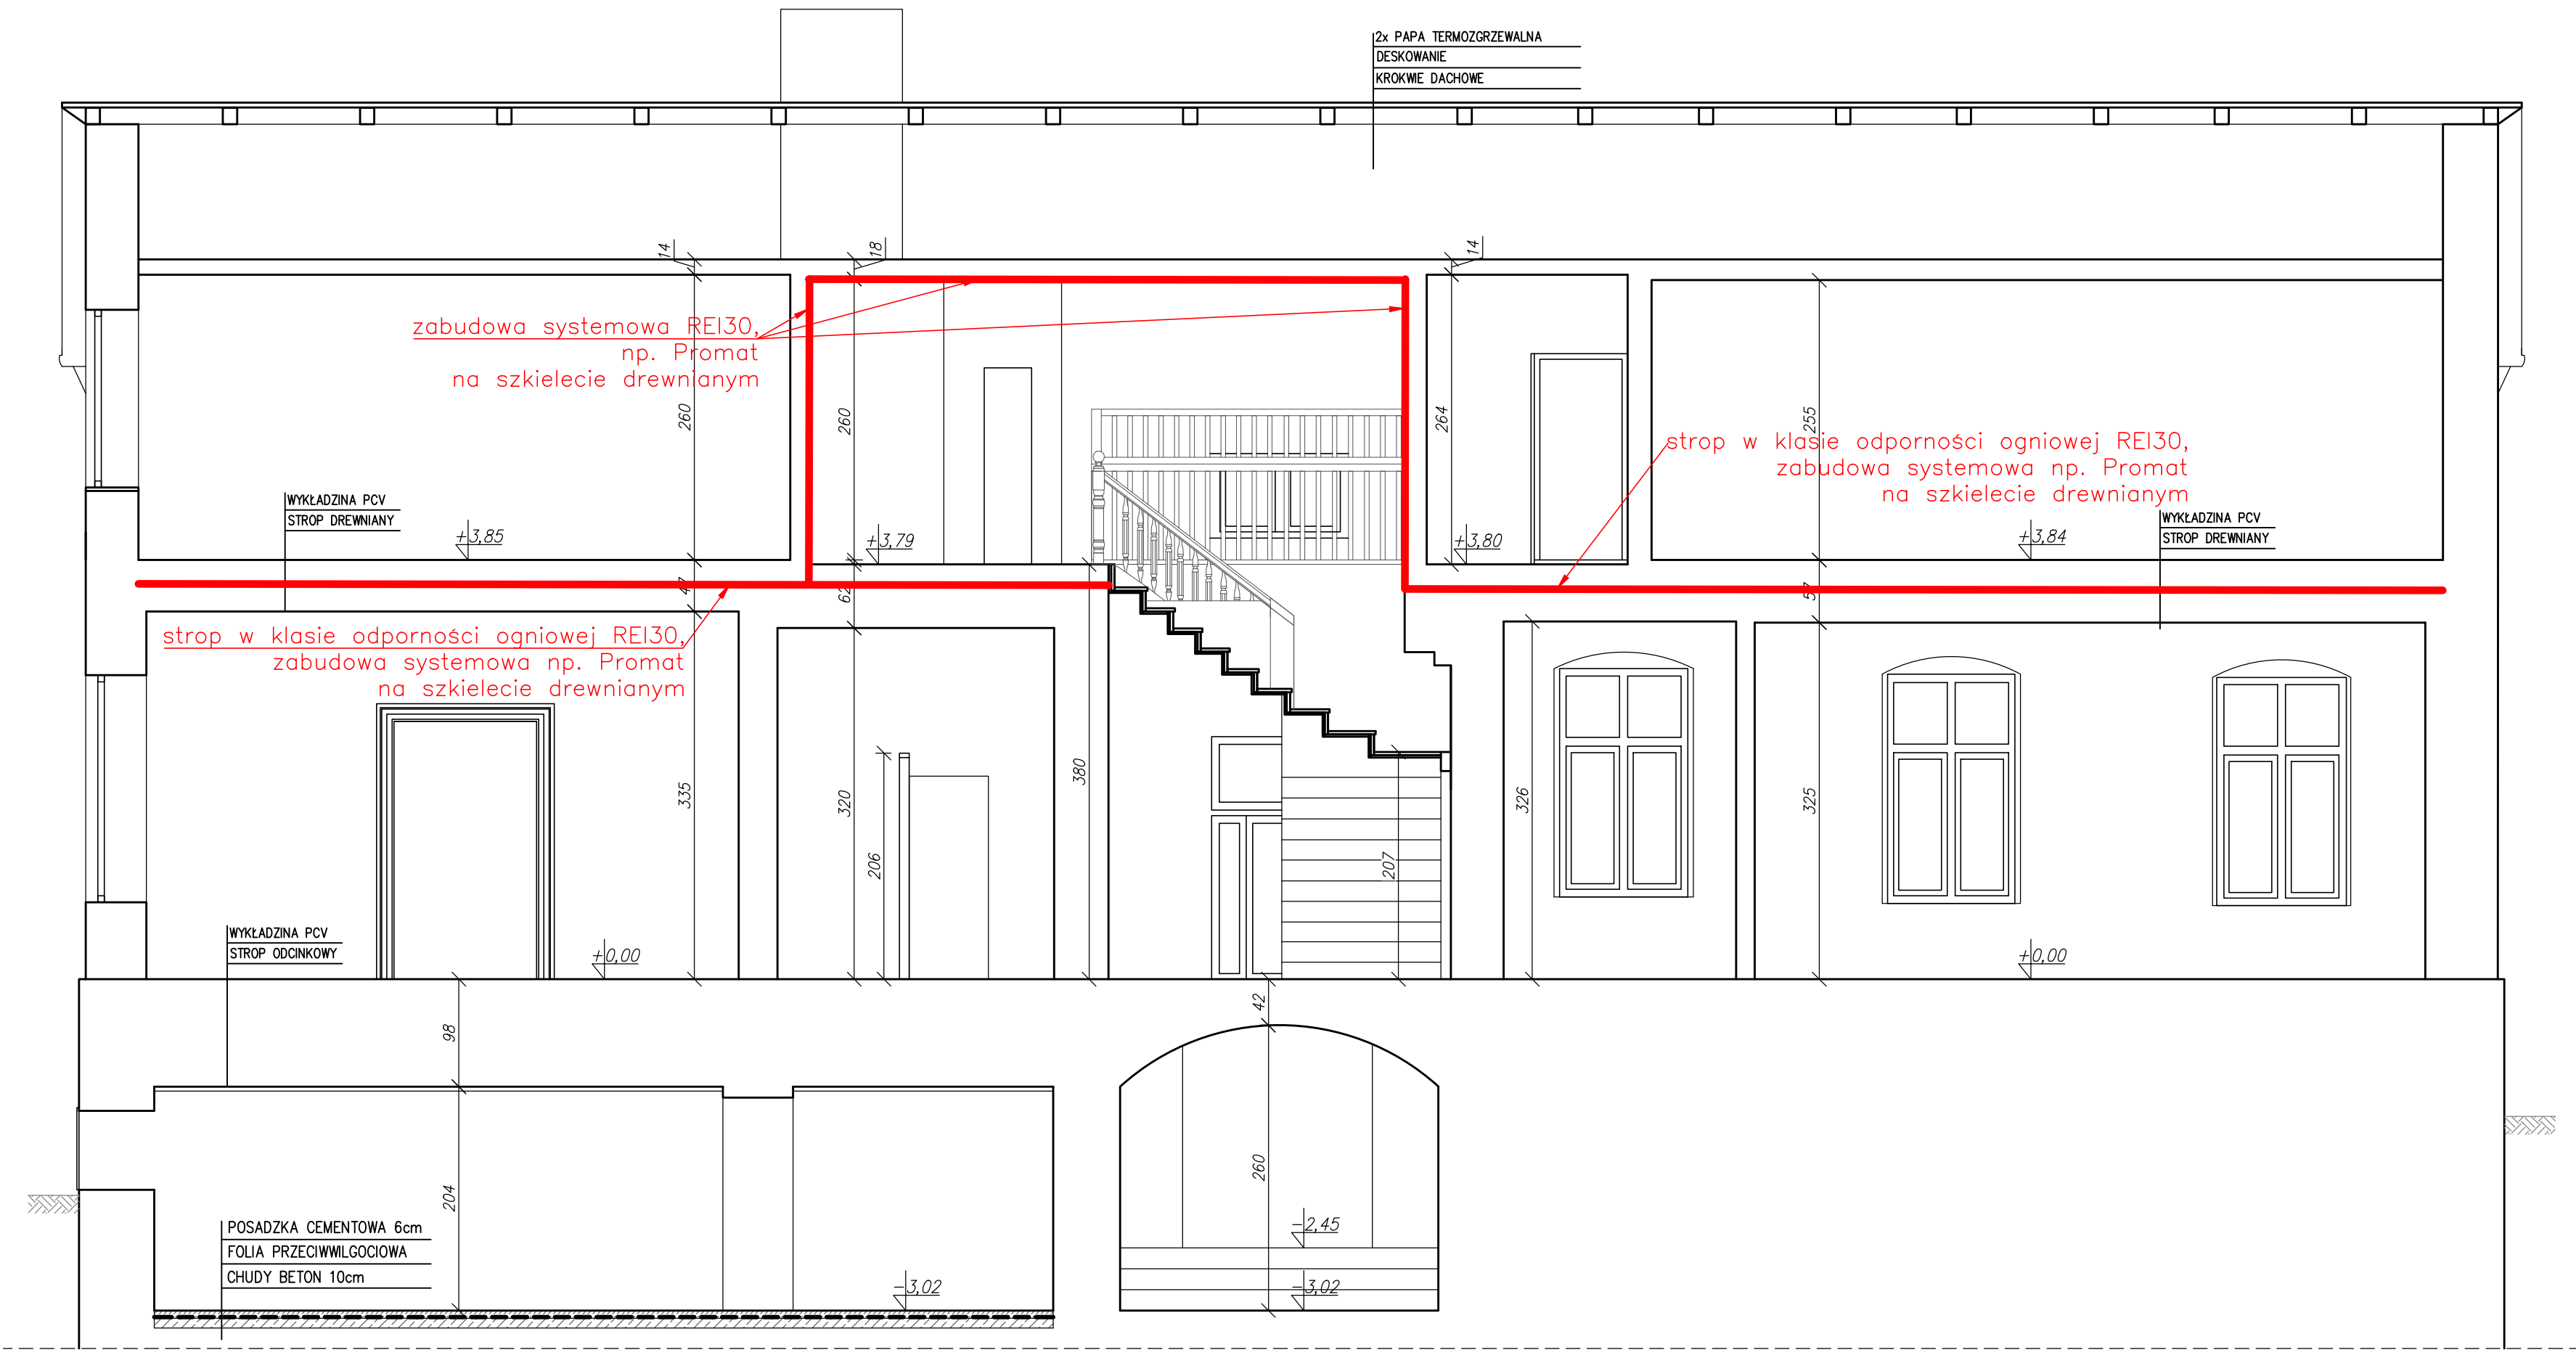 2x PAPA TERMOZGRZEWALNA
DESKOWANIE
KROKWIE DACHOWE
14
18
14
zabudowa systemowa REI30,
np. Promat
na szkielecie drewnianym
260
260
264
255
strop w klasie odporności ogniowej REI30,
zabudowa systemowa np. Promat
na szkielecie drewnianym
WYKŁADZINA PCV
STROP DREWNIANY
+3,85
+3,79
+3,80
+3,84
WYKŁADZINA PCV
STROP DREWNIANY
47
62
57
strop w klasie odporności ogniowej REI30,
zabudowa systemowa np. Promat
na szkielecie drewnianym
335
320
206
380
207
326
325
WYKŁADZINA PCV
STROP ODCINKOWY
+0,00
+0,00
98
42
204
260
POSADZKA CEMENTOWA 6cm
FOLIA PRZECIWWILGOCIOWA
CHUDY BETON 10cm
-3,02
-2,45
-3,02